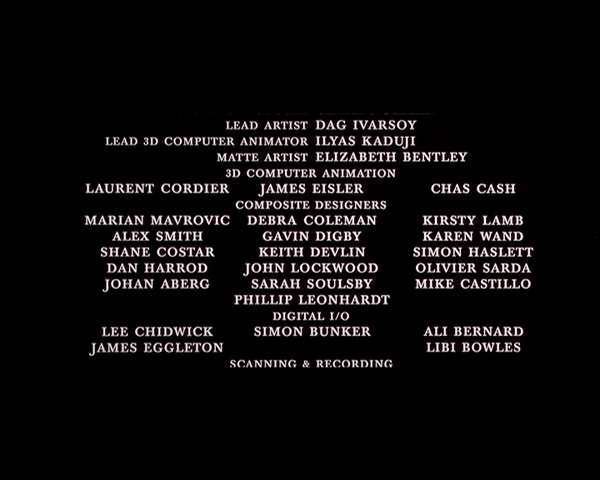 LEAD ARTIST DAG IVARSOY
LEAD 3D COMPUTER ANIMATOR ILYAS KADUJI
MATTE ARTIST ELIZABETH BENTLEY
3D COMPUTER ANIMATION
LAURENT CORDIER JAMES EISLER CHAS CASH
COMPOSITE DESIGNERS
MARIAN MAVROVIC DEBRA COLEMAN KIRSTY LAMB
ALEX SMITH GAVIN DIGBY KAREN WAND
SHANE COSTAR KEITH DEVLIN SIMON HASLETT
DAN HARROD JOHN LOCKWOOD OLIVIER SARDA
JOHAN ABERG SARAH SOULSBY MIKE CASTILLO
PHILLIP LEONHARDT
DIGITAL I/O
LEE CHIDWICK SIMON BUNKER ALI BERNARD
JAMES EGGLETON LIBI BOWLES
SCANNING & RECORDING